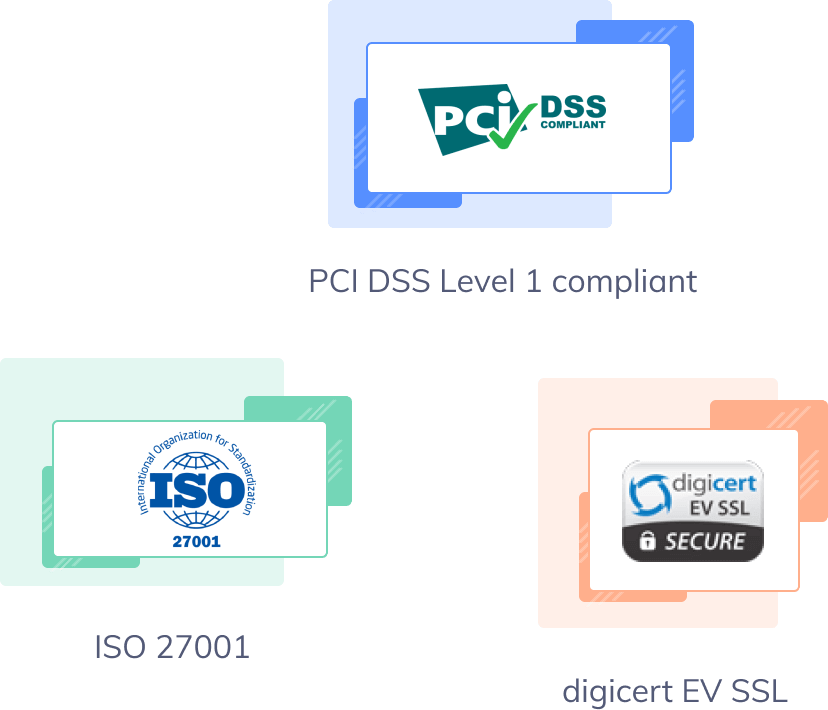 PCI DSS
COMPLIANT
PCI DSS Level 1 compliant
International Organization for Standardization
ISO
27001
ISO 27001
digicert
EV SSL
SECURE
digicert EV SSL